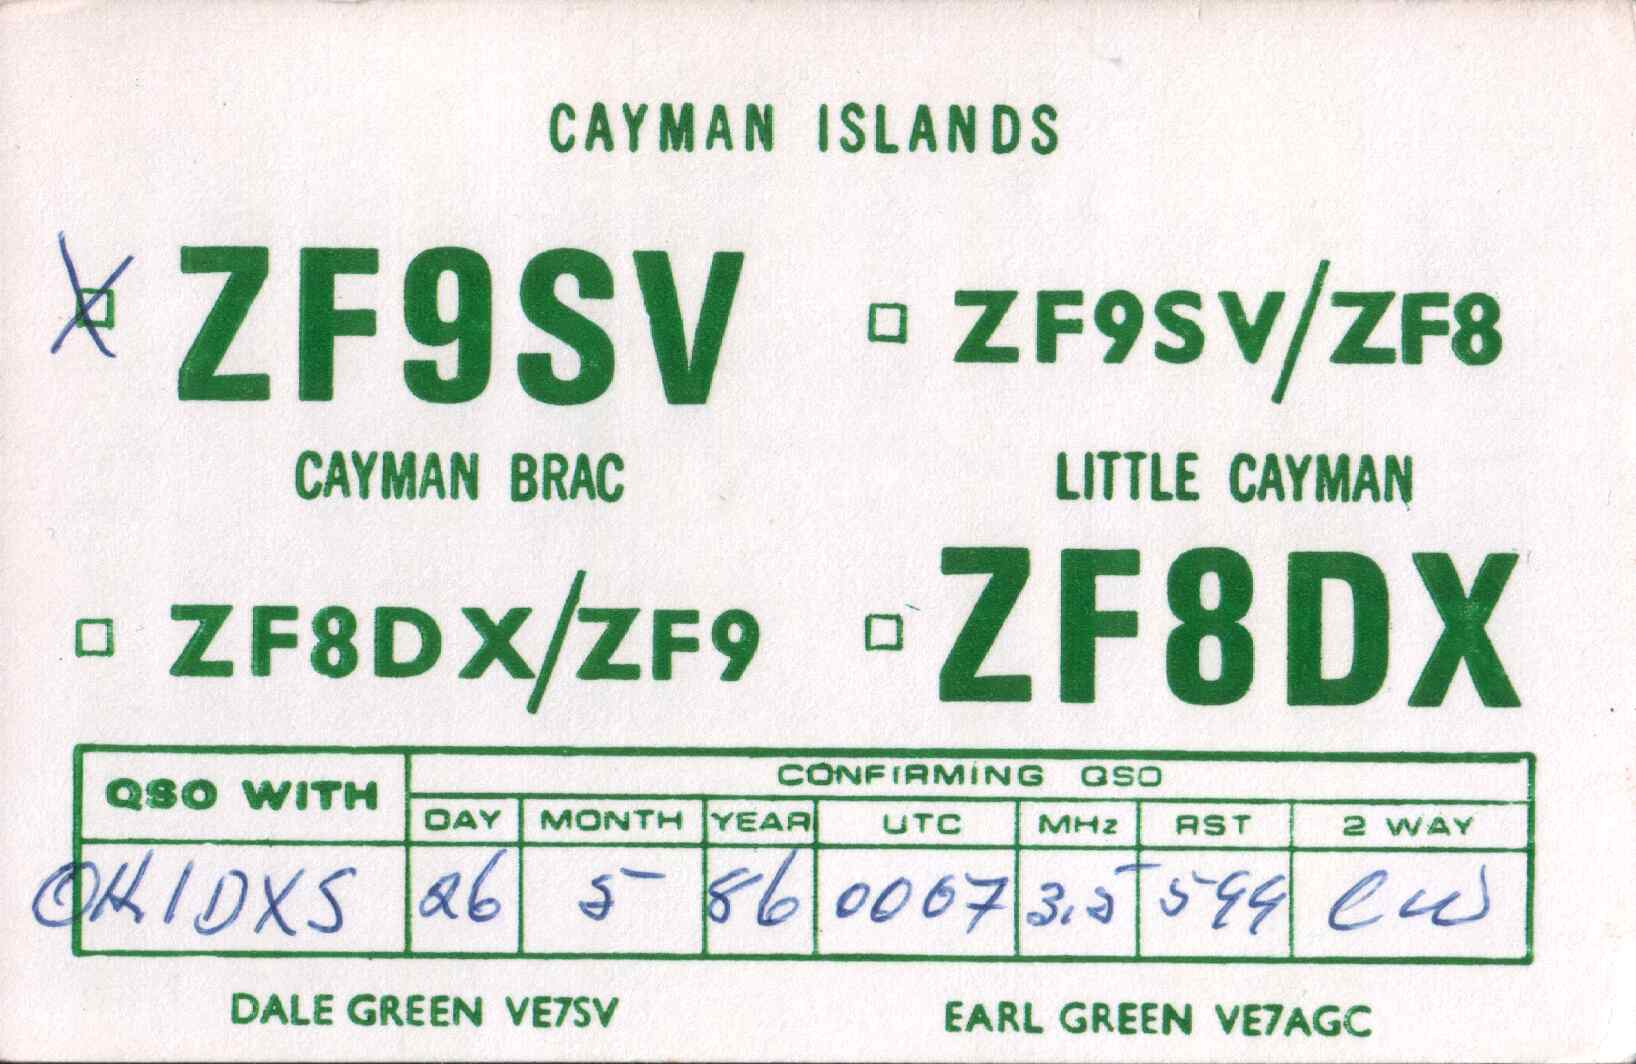 CAYMAN ISLANDS
ZF9SV
ZF9SV/ZF8
CAYMAN BRAC
LITTLE CAYMAN
ZF8DX/ZF9
ZF8DX
QSO WITH
CONFIRMING QSO
DAY MONTH YEAR UTC MHz RST 2 WAY
OK1DXS 26 5 86 0007 3.5 599 CW
DALE GREEN VE7SV
EARL GREEN VE7AGC